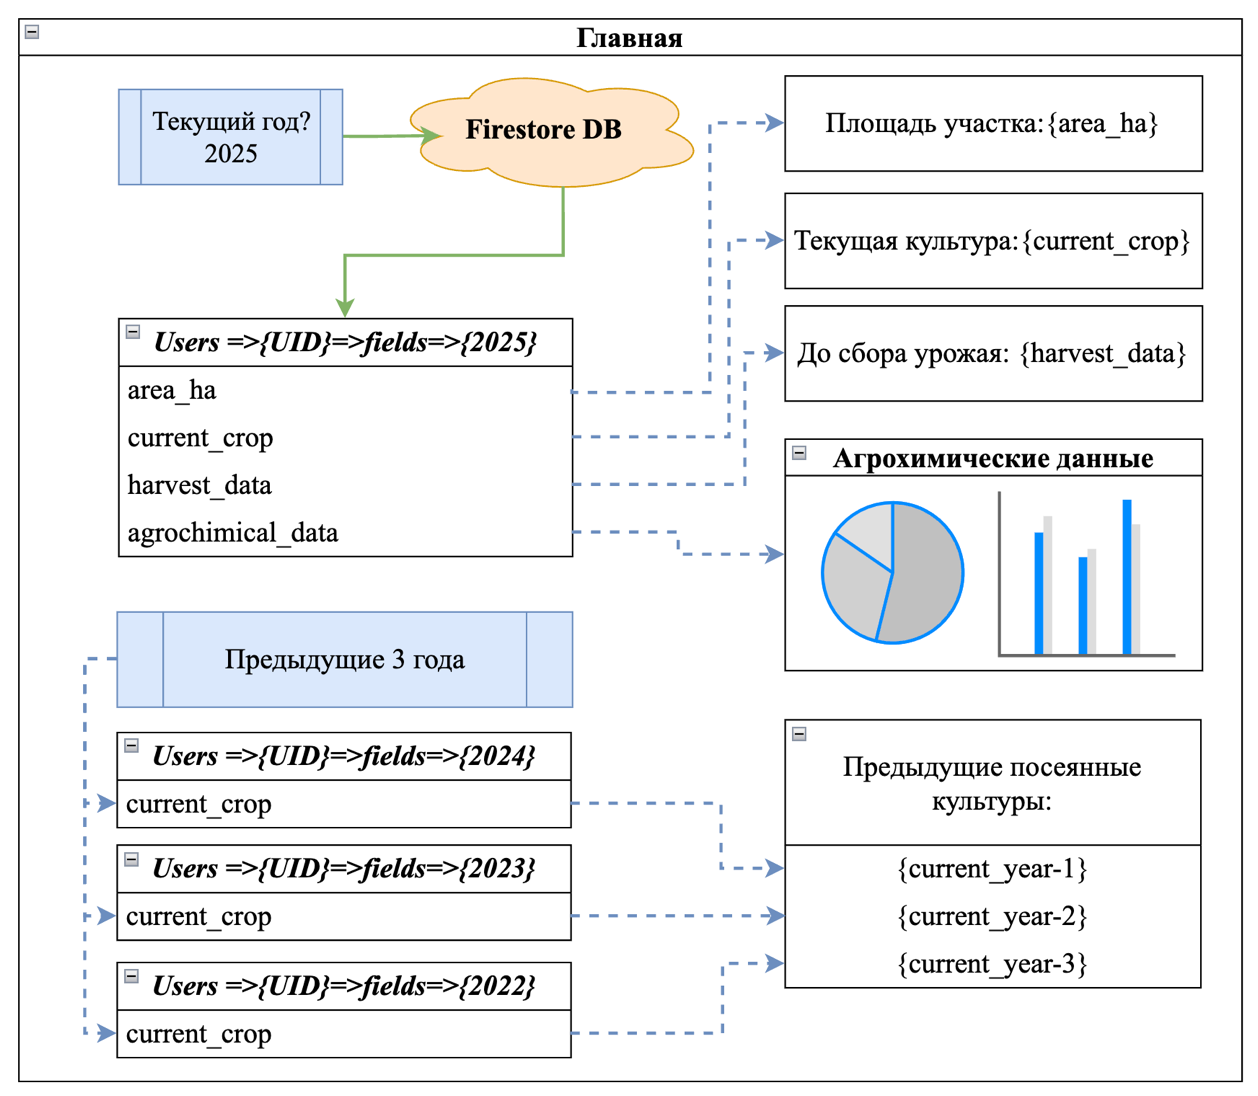 Главная
Текущий год?
2025
Firestore DB
Площадь участка:{area_ha}
Текущая культура:{current_crop}
До сбора урожая: {harvest_data}
Users =>{UID}=>fields=>{2025}
area_ha
current_crop
harvest_data
agrochimical_data
Агрохимические данные
Предыдущие 3 года
Users =>{UID}=>fields=>{2024}
current_crop
Users =>{UID}=>fields=>{2023}
current_crop
Users =>{UID}=>fields=>{2022}
current_crop
Предыдущие посеянные
культуры:
{current_year-1}
{current_year-2}
{current_year-3}